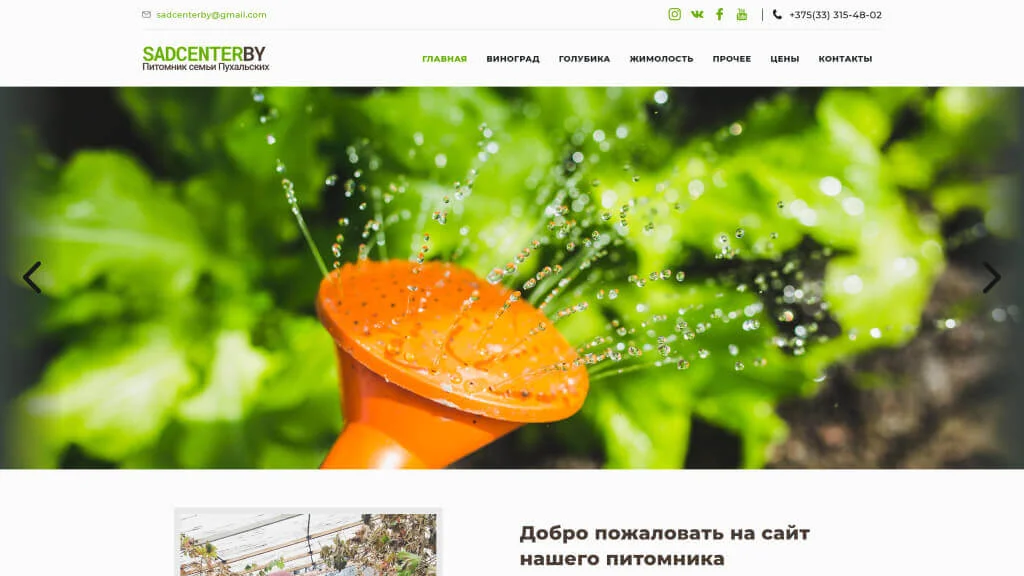 sadcenterby@gmail.com
+375(33) 315-48-02
SADCENTERBY
Питомник семьи Пухальских
ГЛАВНАЯ ВИНОГРАД ГОЛУБИКА ЖИМОЛОСТЬ ПРОЧЕЕ ЦЕНЫ КОНТАКТЫ
Добро пожаловать на сайт
нашего питомника